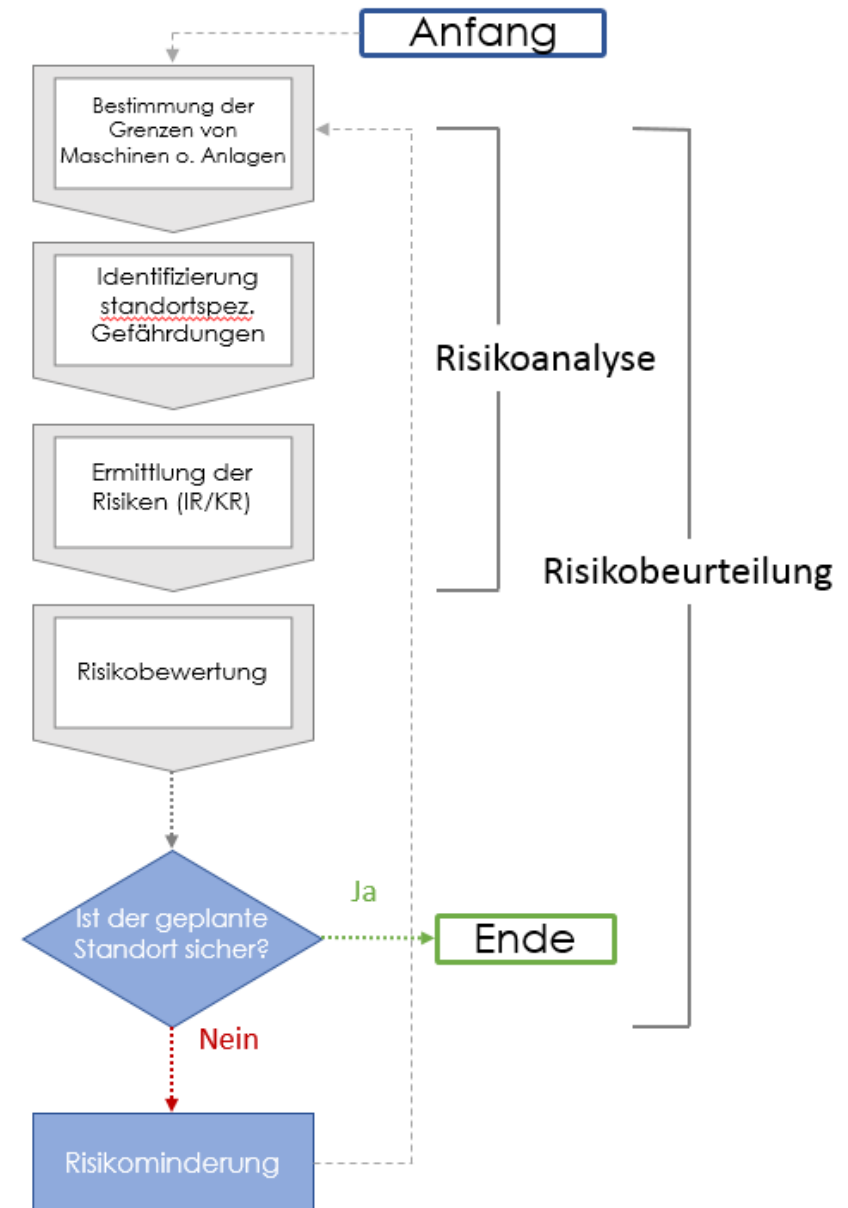 Anfang
Bestimmung der
Grenzen von
Maschinen o. Anlagen
Identifizierung
standortspez.
Gefährdungen
Risikoanalyse
Ermittlung der
Risiken (IR/KR)
Risikobeurteilung
Risikobewertung
Ist der geplante
Standort sicher?
Ja
Ende
Nein
Risikominderung